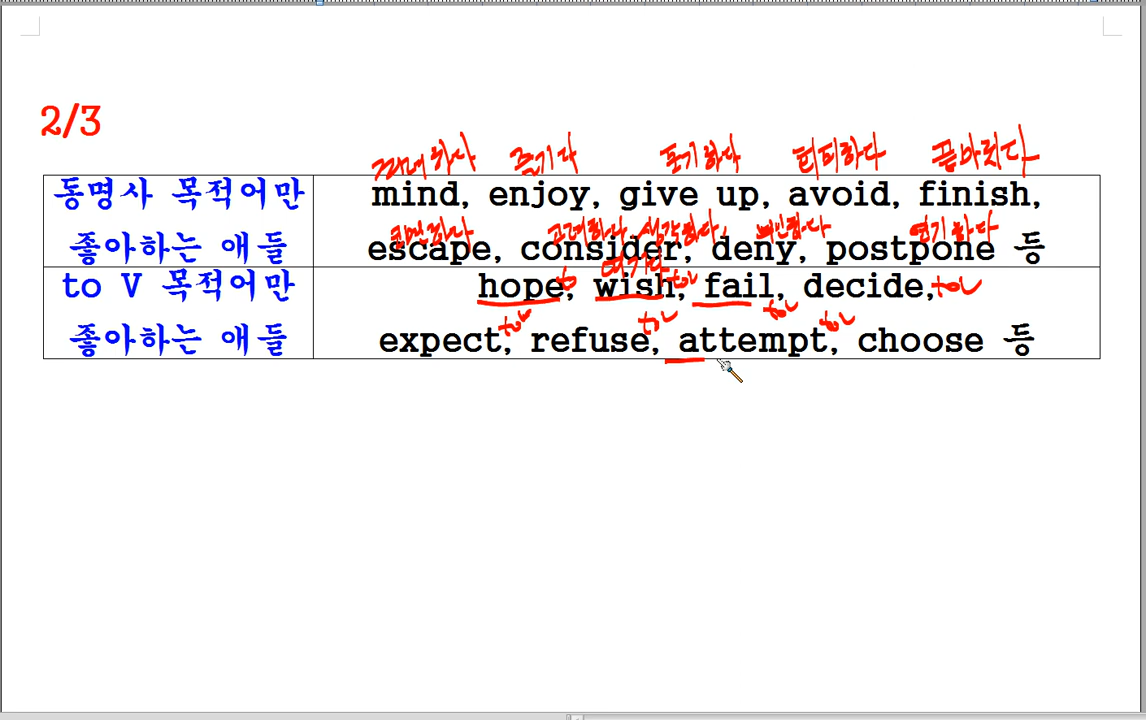 2/3
꺼려하다 즐기다 포기하다 회피하다 끝마치다
동명사 목적어만 mind, enjoy, give up, avoid, finish,
고려하다, 생각하다, 부인하다 연기하다
좋아하는 애들 escape, consider, deny, postpone 등
여기다
to V 목적어만 hope, wish, fail, decide,
좋아하는 애들 expect, refuse, attempt, choose 등